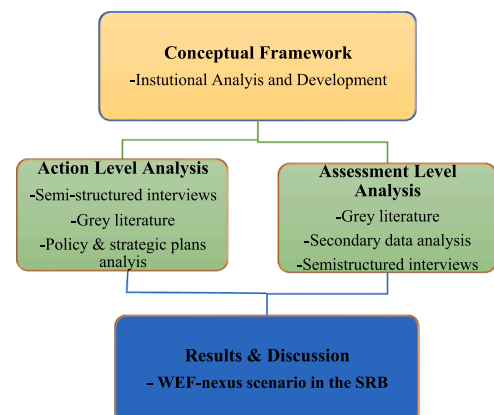 Conceptual Framework
-Instutional Analyis and Development
Action Level Analysis
-Semi-structured interviews
-Grey literature
-Policy & strategic plans
analyis
Assessment Level
Analysis
-Grey literature
-Secondary data analysis
-Semistructured interviews
Results & Discussion
- WEF-nexus scenario in the SRB